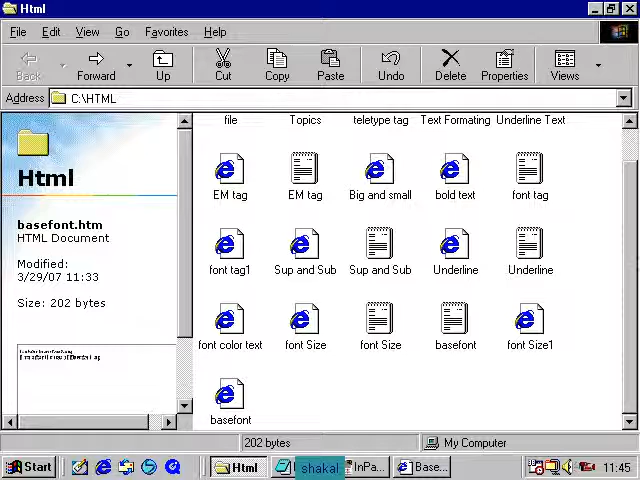 Html
File Edit View Go Favorites Help
Back Forward Up Cut Copy Paste Undo Delete Properties Views
Address C:\HTML
file Topics teletype tag Text Formating Underline Text
Html
EM tag EM tag Big and small bold text font tag
basefont.htm
HTML Document
Modified:
3/29/07 11:33
Size: 202 bytes
font tag1 Sup and Sub Sup and Sub Underline Underline
font color text font Size font Size basefont font Size1
basefont
202 bytes My Computer
Start Html shakal InPa... Base... 11:45